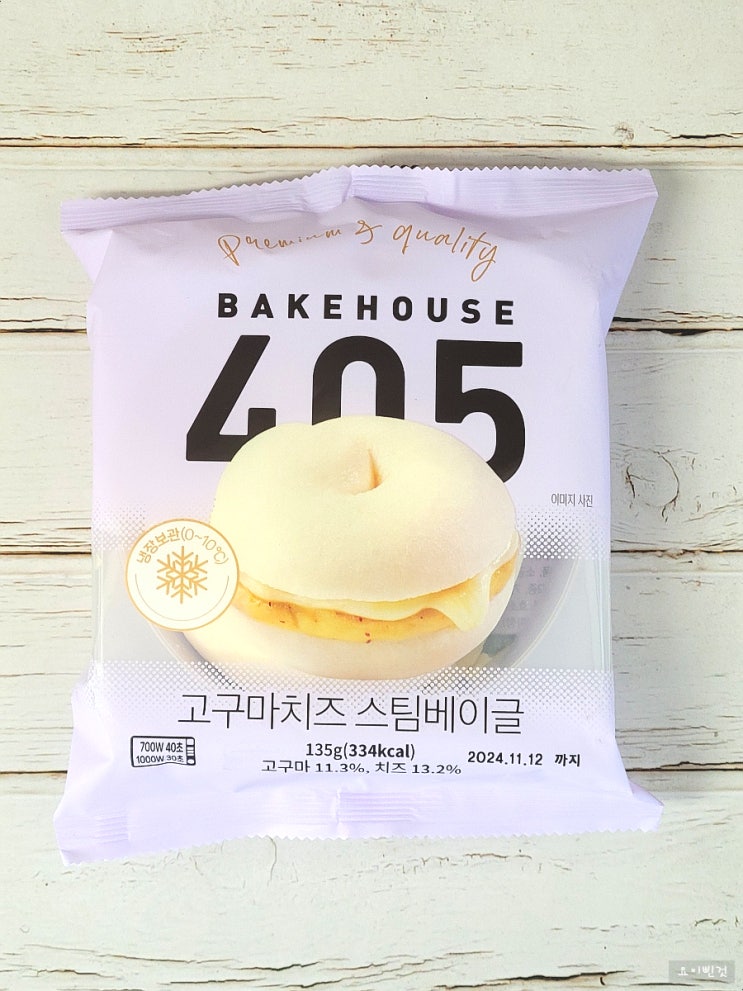 Premium & quality
BAKEHOUSE
405
이미지 사진
냉장보관(0~10℃)
고구마치즈 스팀베이글
700W 40초
1000W 30초
135g(334kcal)
고구마 11.3%, 치즈 13.2%
2024.11.12 까지